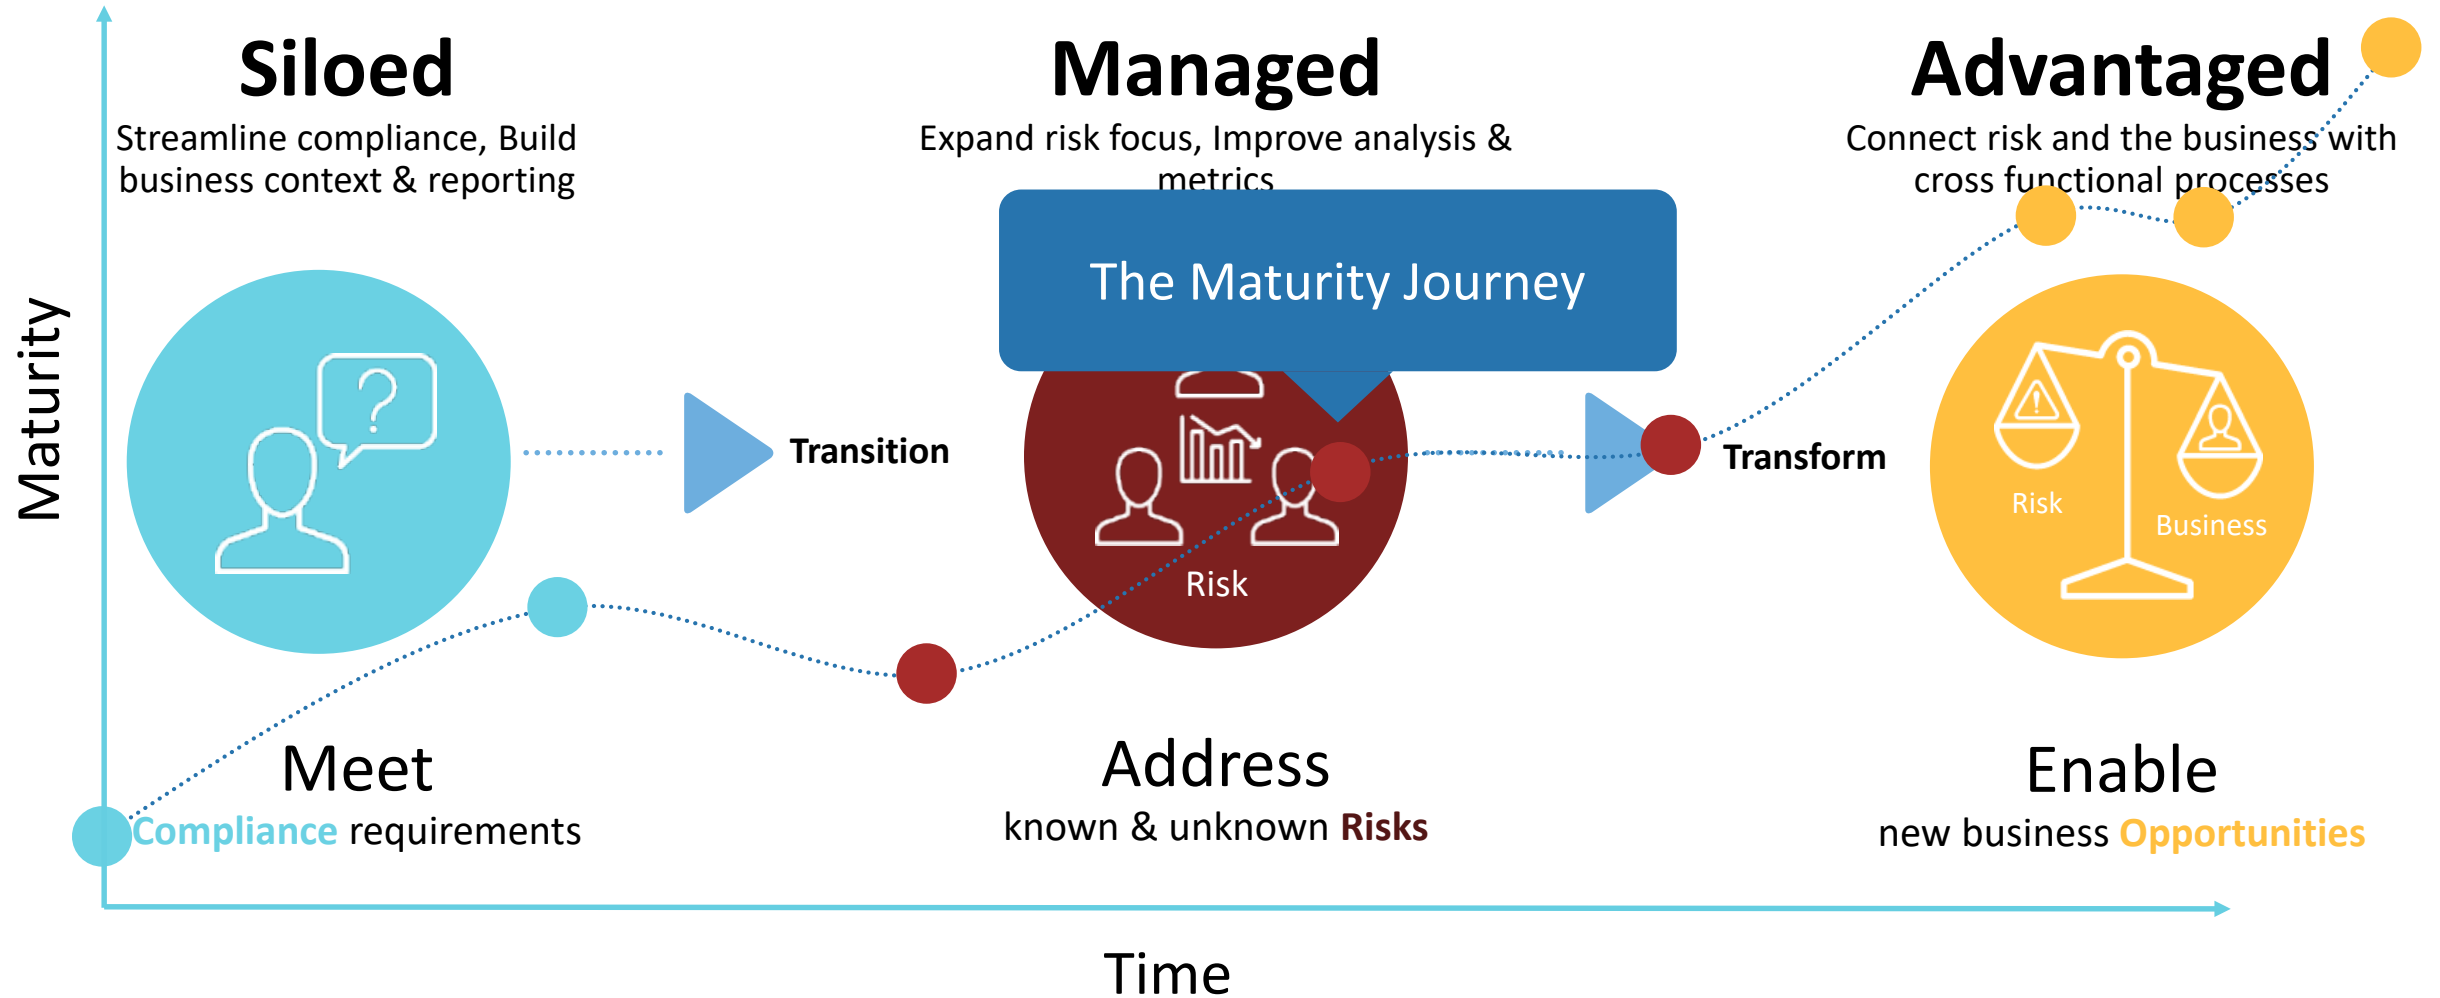 Siloed
Streamline compliance, Build
business context & reporting
Managed
Expand risk focus, Improve analysis &
metrics
Advantaged
Connect risk and the business with
cross functional processes
The Maturity Journey
Maturity
?
Transition
Transform
Risk
Risk
Business
Meet
Compliance requirements
Address
known & unknown Risks
Enable
new business Opportunities
Time